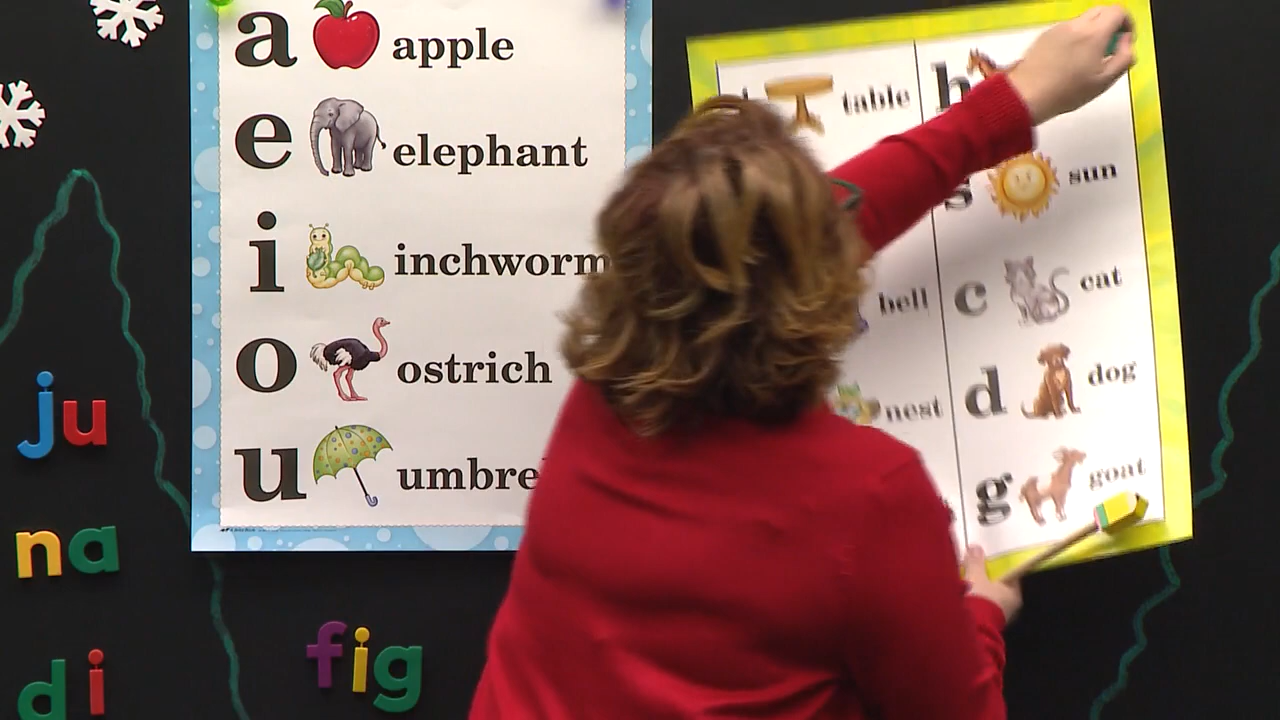 a apple
e elephant
i inchworm
o ostrich
u umbre
table
bell
nest
h
s sun
c cat
d dog
g goat
ju
na
di
fig